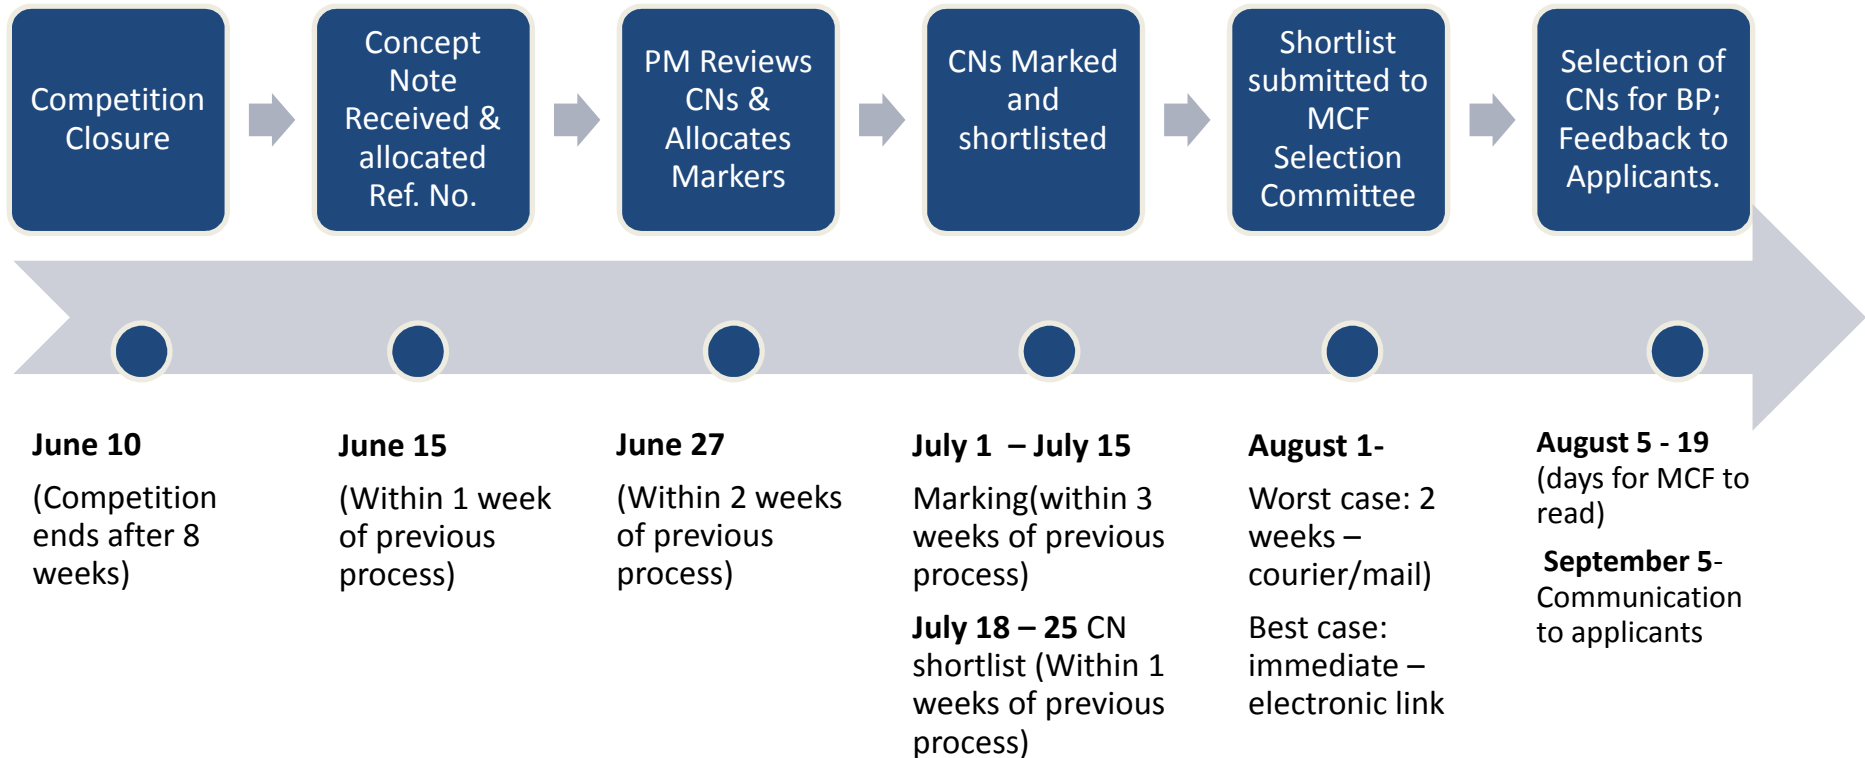 Competition
Closure
Concept
Note
Received &
allocated
Ref. No.
PM Reviews
CNs &
Allocates
Markers
CNs Marked
and
shortlisted
Shortlist
submitted to
MCF
Selection
Committee
Selection of
CNs for BP;
Feedback to
Applicants.
June 10
(Competition
ends after 8
weeks)
June 15
(Within 1 week
of previous
process)
June 27
(Within 2 weeks
of previous
process)
July 1 – July 15
Marking(within 3
weeks of previous
process)
July 18 – 25 CN
shortlist (Within 1
weeks of previous
process)
August 1-
Worst case: 2
weeks –
courier/mail)
Best case:
immediate –
electronic link
August 5 - 19
(days for MCF to
read)
September 5-
Communication
to applicants